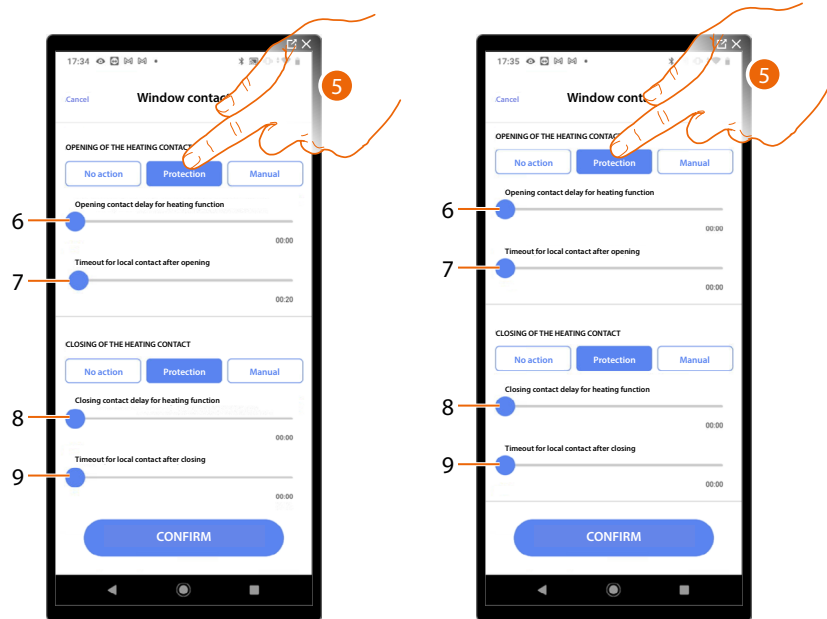 17:34
Cancel Window contac
5
OPENING OF THE HEATING CONTACT
No action Protection Manual
Opening contact delay for heating function
6
00:00
Timeout for local contact after opening
7
00:20
CLOSING OF THE HEATING CONTACT
No action Protection Manual
Closing contact delay for heating function
8
00:00
Timeout for local contact after closing
9
00:00
CONFIRM
17:35
Cancel Window cont
5
OPENING OF THE HEATING CONTACT
No action Protection Manual
Opening contact delay for heating function
6
00:00
Timeout for local contact after opening
7
00:00
CLOSING OF THE HEATING CONTACT
No action Protection Manual
Closing contact delay for heating function
8
00:00
Timeout for local contact after closing
9
00:00
CONFIRM